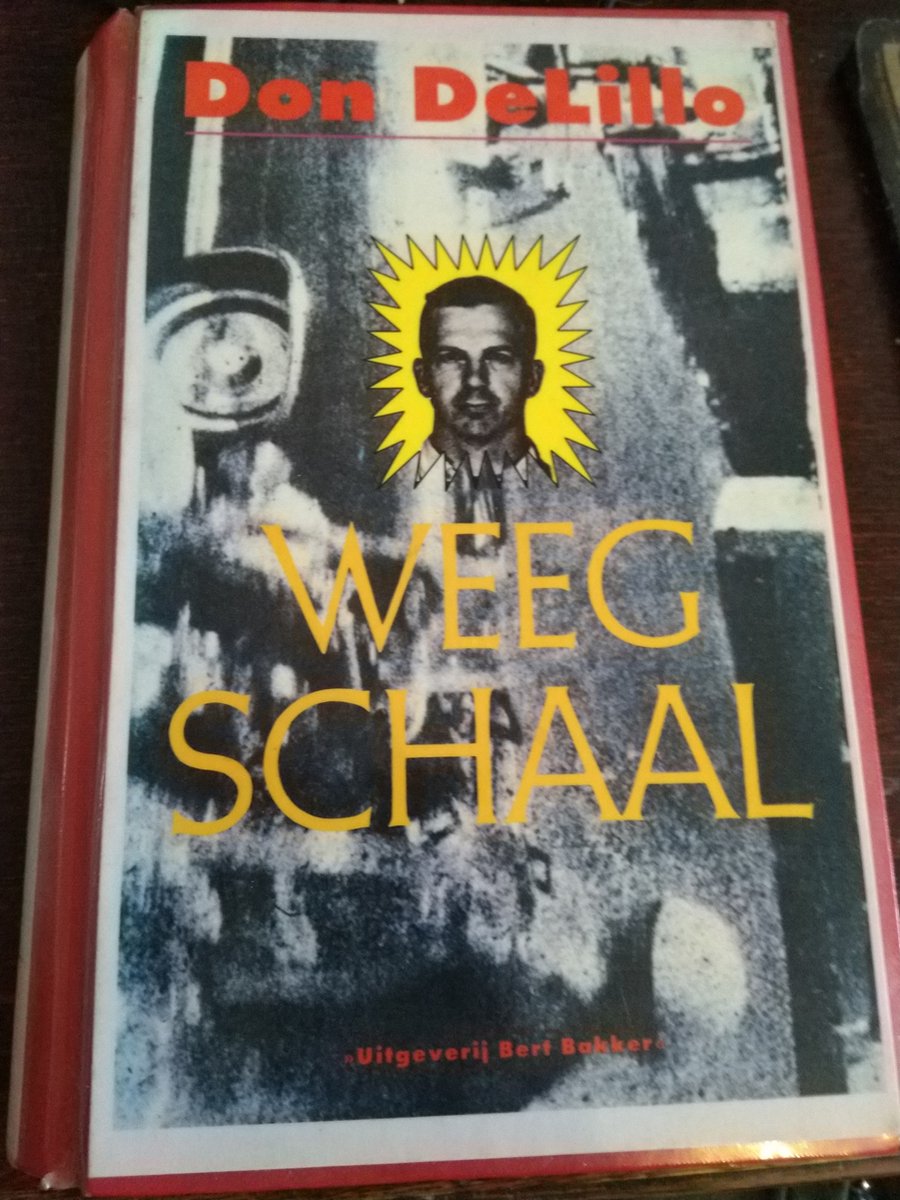 Don DeLillo
WEEG
SCHAAL
»Uitgeverij Bert Bakker«